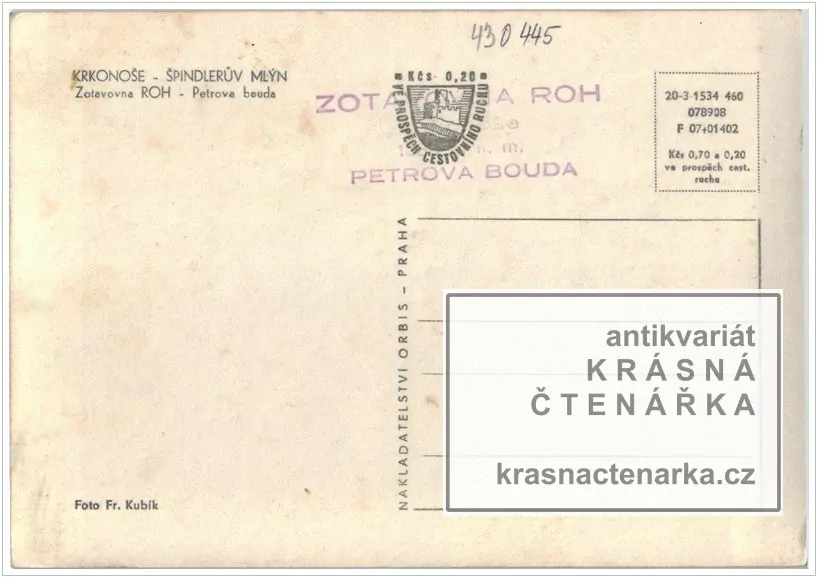 430 445
KRKONOŠE - ŠPINDLERŮV MLÝN
Zotavovna ROH - Petrova bouda
Kčs 0,20
VE PROSPĚCH CESTOVNÍHO RUCHU
ROH
m.
PETROVA BOUDA
20-3-1534 460
078908
F 07+01402
Kčs 0,70 a 0,20
ve prospěch cest.
ruchu
NAKLADATELSTVÍ ORBIS – PRAHA
antikvariát
KRÁSNÁ
ČTENÁŘKA
krasnactenarka.cz
Foto Fr. Kubík